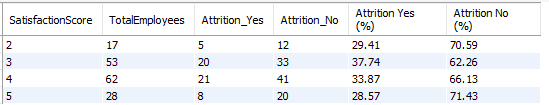 SatisfactionScore TotalEmployees Attrition_Yes Attrition_No Attrition Yes (%) Attrition No (%)
2 17 5 12 29.41 70.59
3 53 20 33 37.74 62.26
4 62 21 41 33.87 66.13
5 28 8 20 28.57 71.43